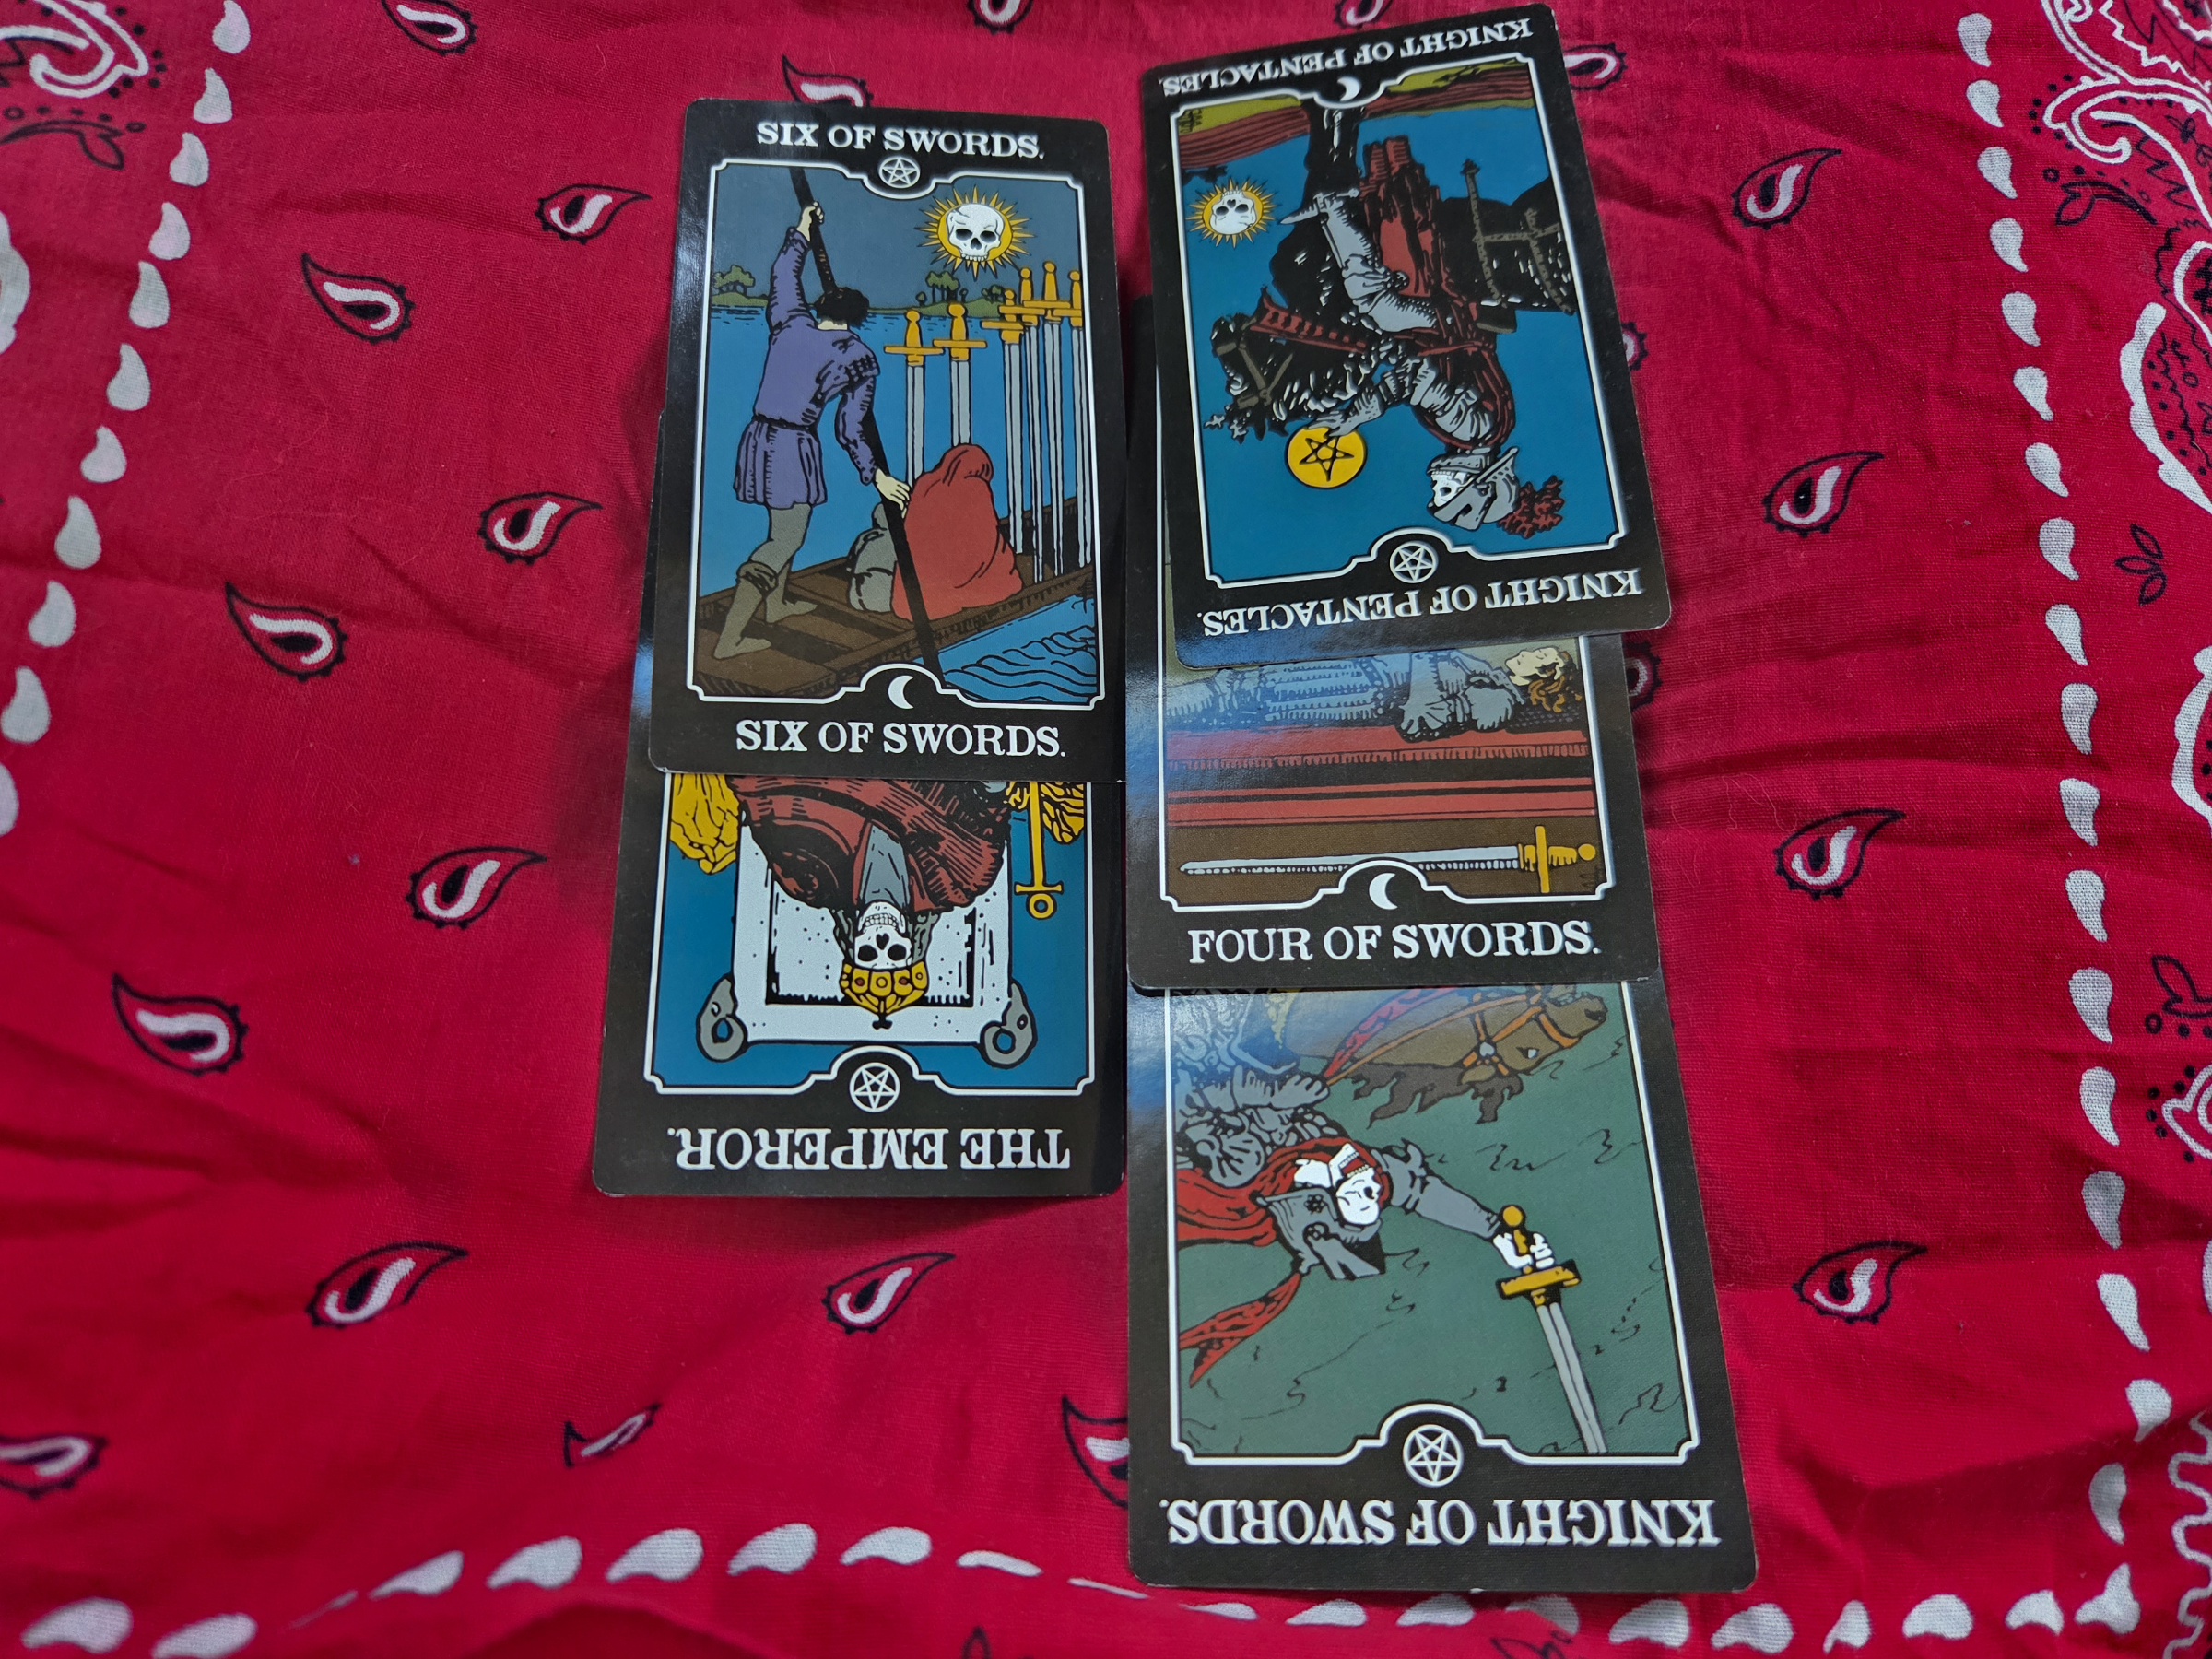 SIX OF SWORDS.
SIX OF SWORDS.
THE EMPEROR.
KNIGHT OF PENTACLES.
KNIGHT OF PENTACLES.
FOUR OF SWORDS.
KNIGHT OF SWORDS.